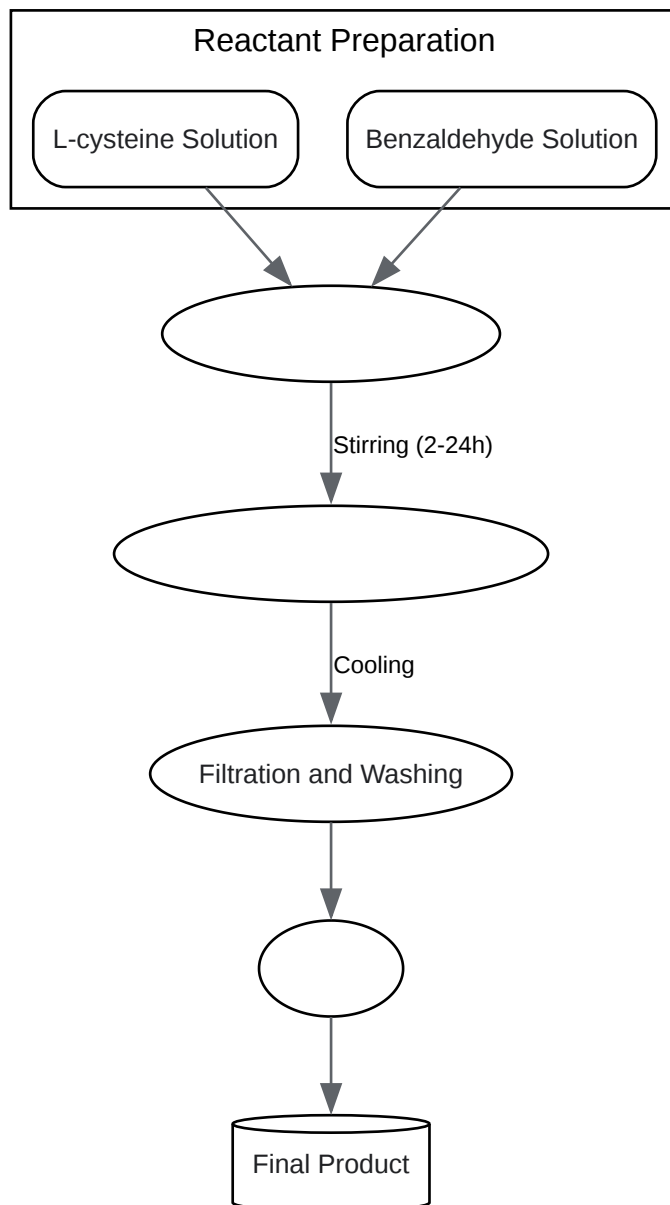 Reactant Preparation
L-cysteine Solution
Benzaldehyde Solution
Stirring (2-24h)
Cooling
Filtration and Washing
Final Product